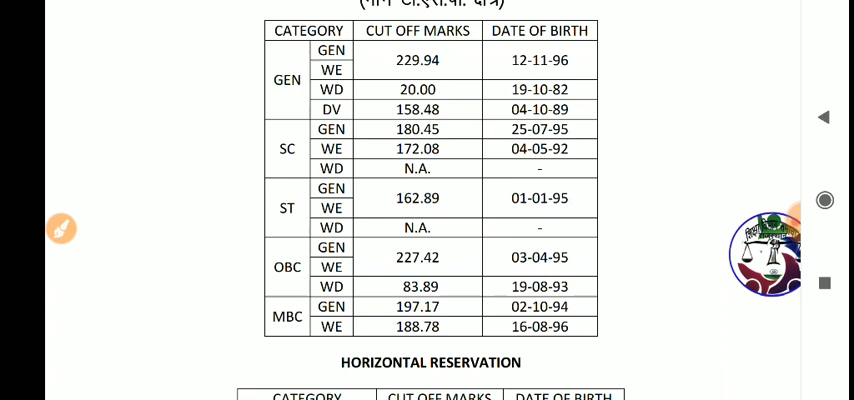 (नॉन टी.एस.पी. क्षेत्र)
CATEGORY CUT OFF MARKS DATE OF BIRTH
GEN GEN 229.94 12-11-96
WE
WD 20.00 19-10-82
DV 158.48 04-10-89
SC GEN 180.45 25-07-95
WE 172.08 04-05-92
WD N.A. -
ST GEN 162.89 01-01-95
WE
WD N.A. -
OBC GEN 227.42 03-04-95
WE
WD 83.89 19-08-93
MBC GEN 197.17 02-10-94
WE 188.78 16-08-96
HORIZONTAL RESERVATION
CATEGORY CUT OFF MARKS DATE OF BIRTH